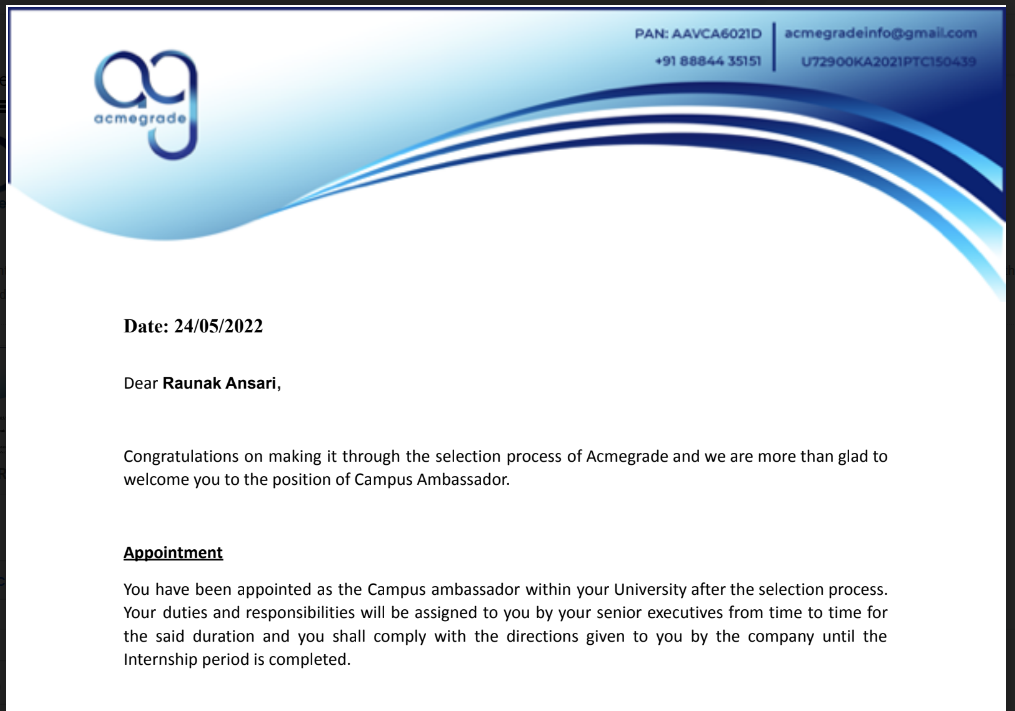 PAN: AAVCA6021D
acmegradeinfo@gmail.com
+91 88844 35151
U72900KA2021PTC150439
ag
acmegrade
Date: 24/05/2022
Dear Raunak Ansari,
Congratulations on making it through the selection process of Acmegrade and we are more than glad to
welcome you to the position of Campus Ambassador.
Appointment
You have been appointed as the Campus ambassador within your University after the selection process.
Your duties and responsibilities will be assigned to you by your senior executives from time to time for
the said duration and you shall comply with the directions given to you by the company until the
Internship period is completed.